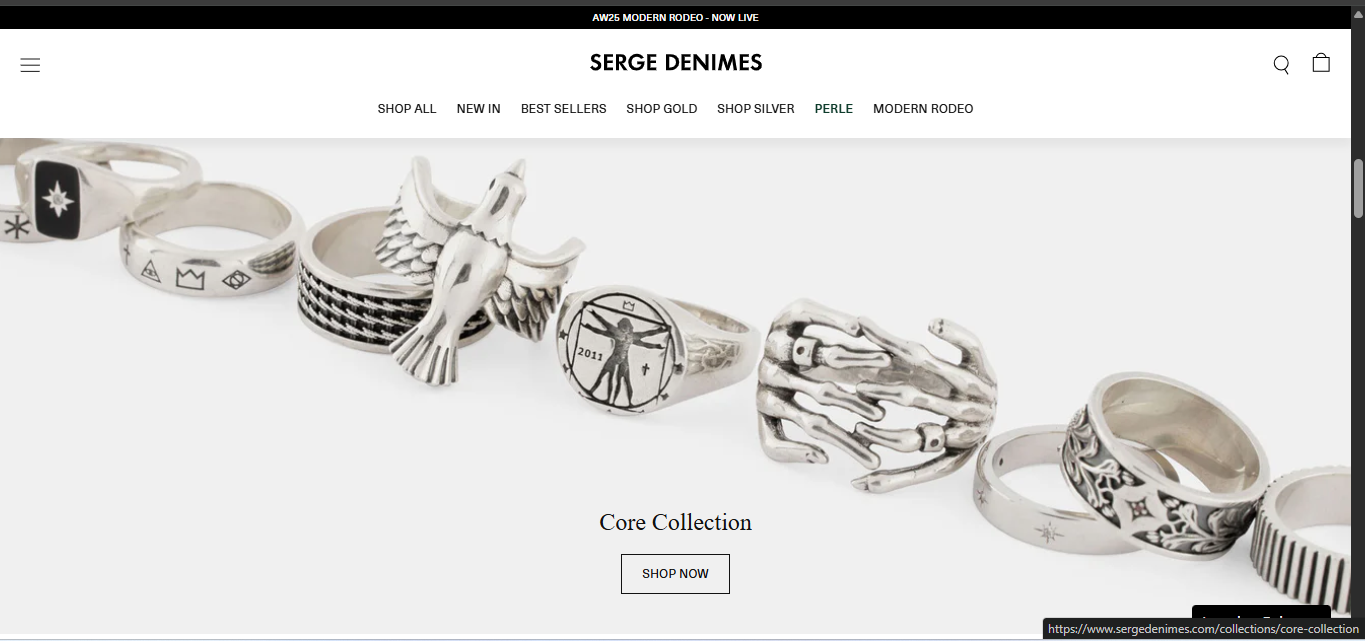 AW25 MODERN RODEO - NOW LIVE
SERGE DENIMES
SHOP ALL NEW IN BEST SELLERS SHOP GOLD SHOP SILVER PERLE MODERN RODEO
2011
Core Collection
SHOP NOW
https://www.sergedenimes.com/collections/core-collection